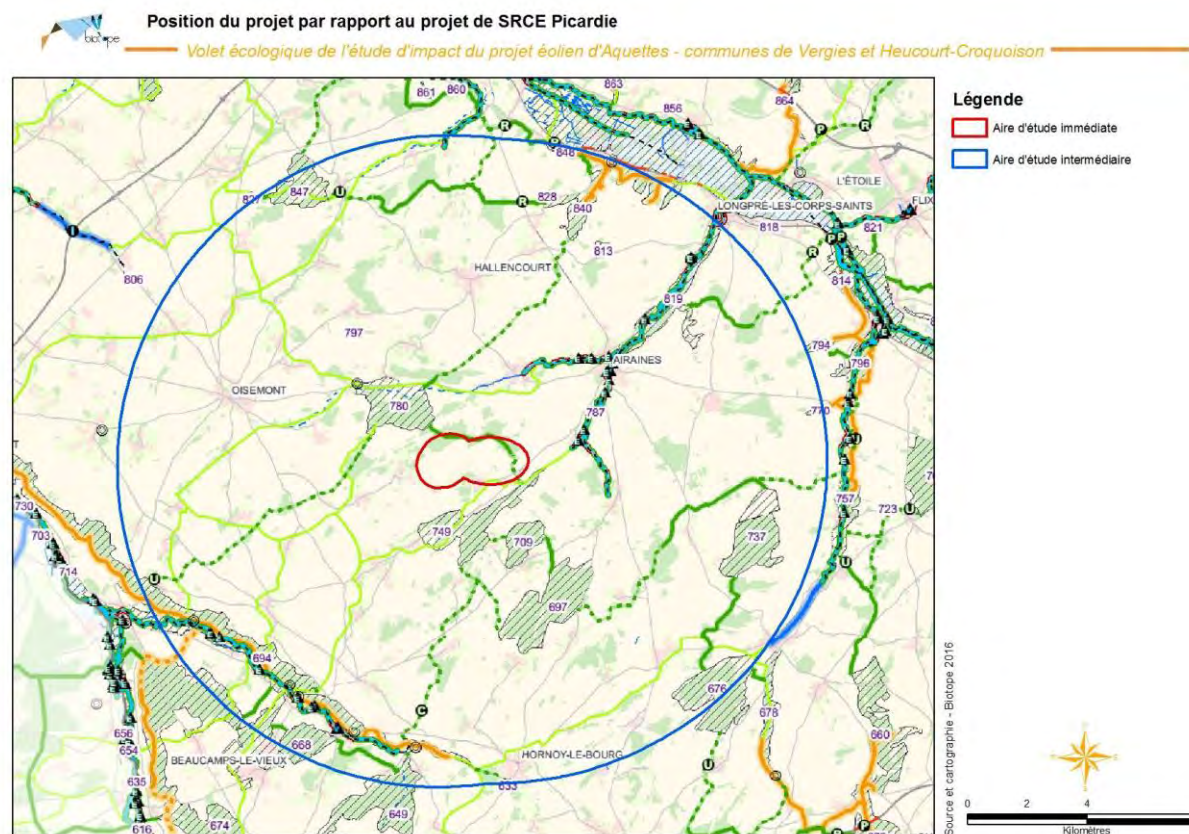 biotope
Position du projet par rapport au projet de SRCE Picardie
Volet écologique de l'étude d'impact du projet éolien d'Aquettes - communes de Vergies et Heucourt-Croquoison
Légende
Aire d'étude immédiate
Aire d'étude intermédiaire
861
860
863
856
864
R
P
R
846
L'ÉTOILE
847
U
827
828
R
840
LONGPRÉ-LES-CORPS-SAINTS
FLIX
818
821
I
806
HALLENCOURT
813
R
P
P
814
819
797
794
796
AIRAINES
OISEMONT
780
787
770
U
730
703
714
749
709
737
757
723
U
U
U
697
694
676
678
C
656
654
668
BEAUCAMPS-LE-VIEUX
HORNOY-LE-BOURG
633
U
660
635
616
674
649
P
Source et cartographie - Biotope 2016
0 2 4
Kilomètres